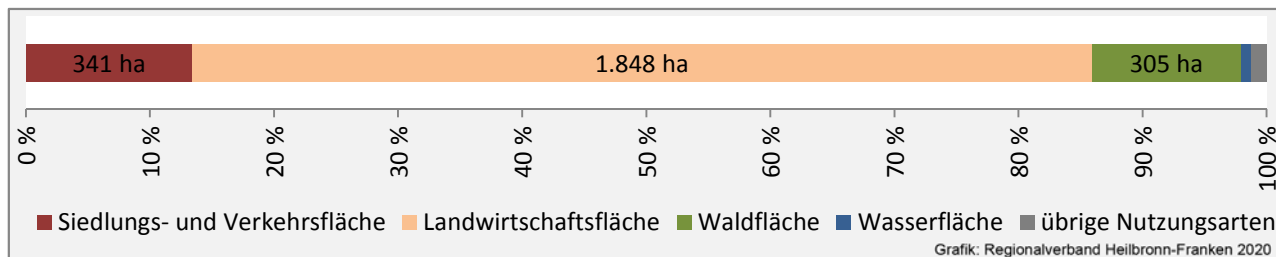 341 ha 1.848 ha 305 ha
0 % 10 % 20 % 30 % 40 % 50 % 60 % 70 % 80 % 90 % 100 %
Siedlungs- und Verkehrsfläche Landwirtschaftsfläche Waldfläche Wasserfläche übrige Nutzungsarten
Grafik: Regionalverband Heilbronn-Franken 2020